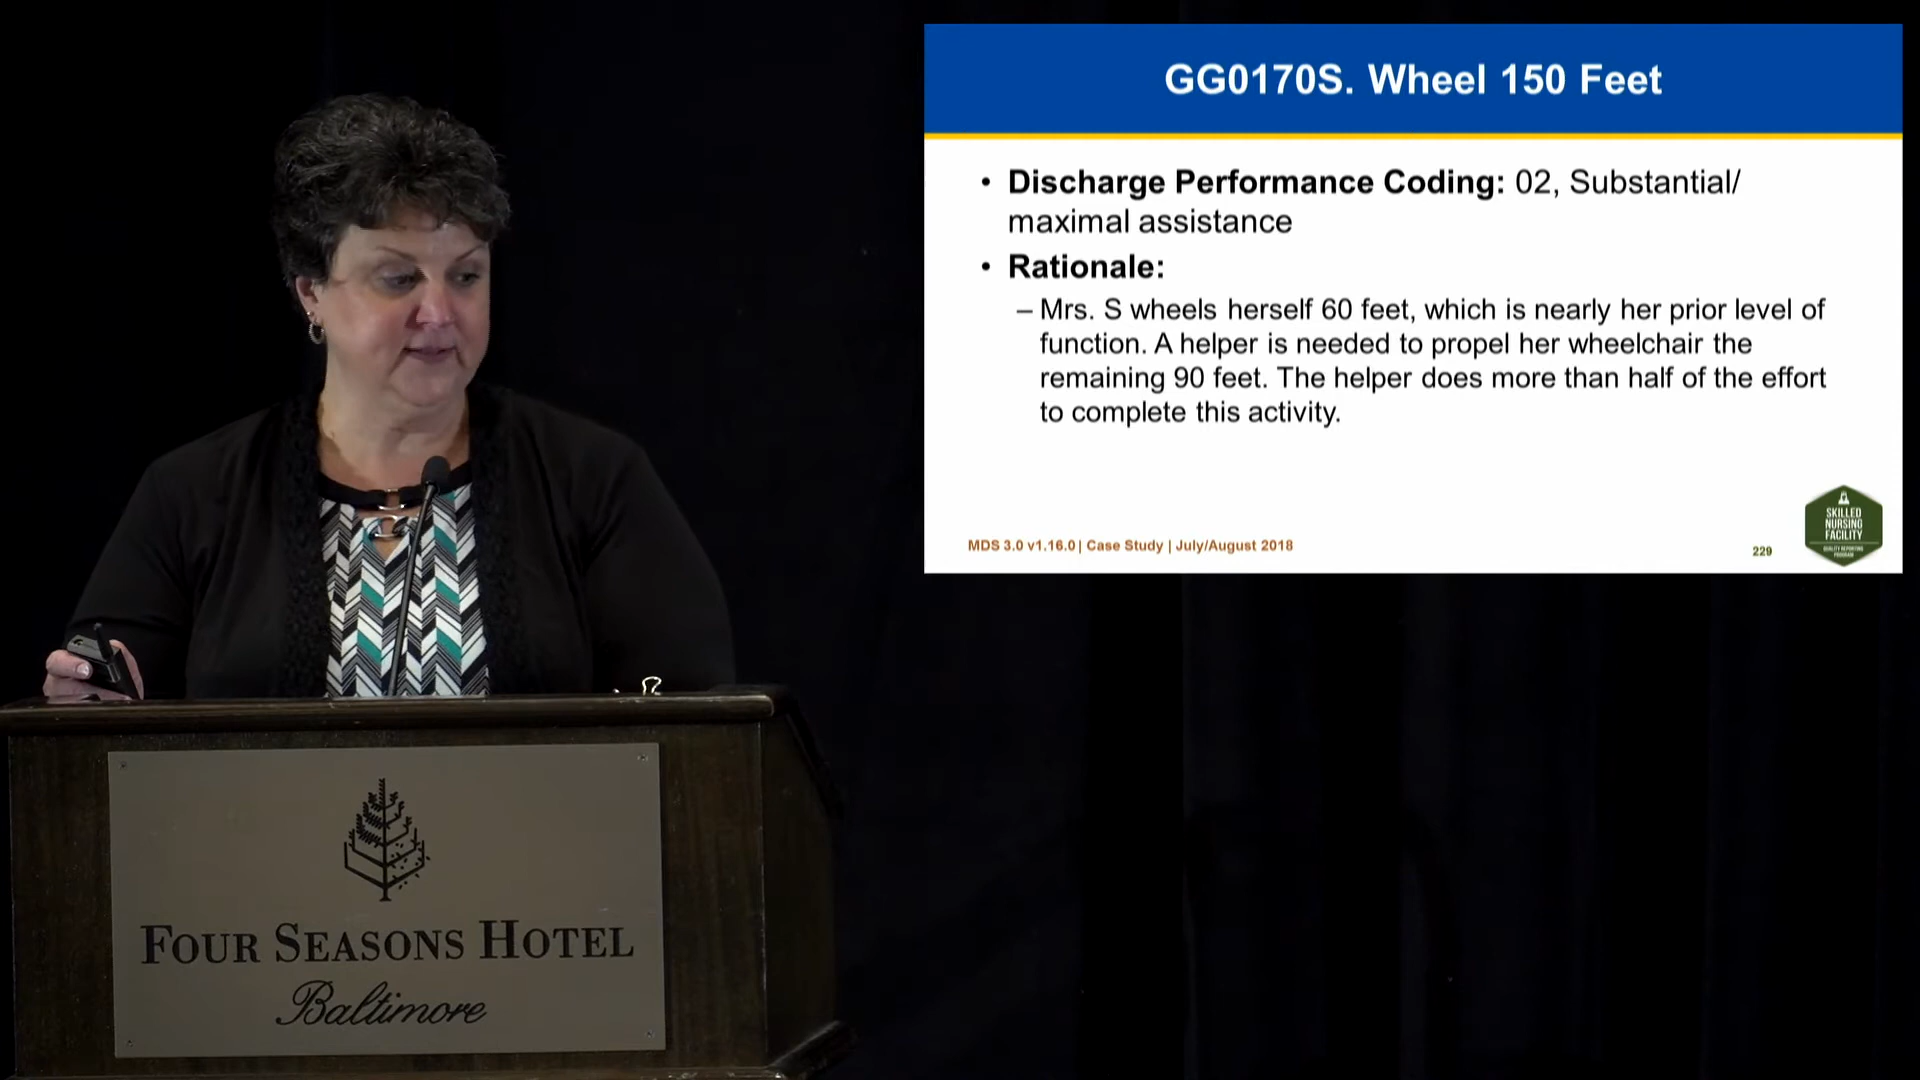 GG0170S. Wheel 150 Feet
• Discharge Performance Coding: 02, Substantial/
maximal assistance
• Rationale:
– Mrs. S wheels herself 60 feet, which is nearly her prior level of
function. A helper is needed to propel her wheelchair the
remaining 90 feet. The helper does more than half of the effort
to complete this activity.
MDS 3.0 v1.16.0 | Case Study | July/August 2018
229
SKILLED
NURSING
FACILITY
QUALITY REPORTING
PROGRAM
FOUR SEASONS HOTEL
Baltimore